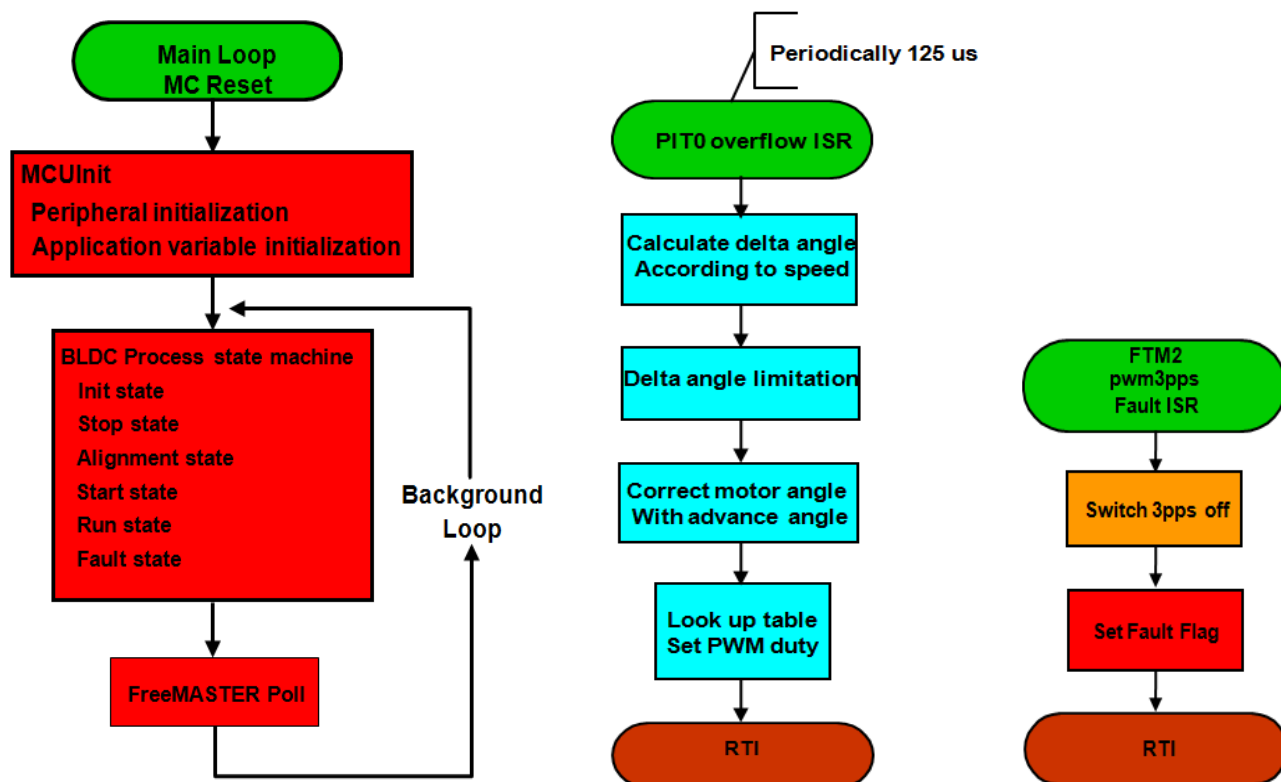 Main Loop
MC Reset
MCUInit
Peripheral initialization
Application variable initialization
BLDC Process state machine
Init state
Stop state
Alignment state
Start state
Run state
Fault state
FreeMASTER Poll
Background
Loop
Periodically 125 us
PIT0 overflow ISR
Calculate delta angle
According to speed
Delta angle limitation
Correct motor angle
With advance angle
Look up table
Set PWM duty
RTI
FTM2
pwm3pps
Fault ISR
Switch 3pps off
Set Fault Flag
RTI